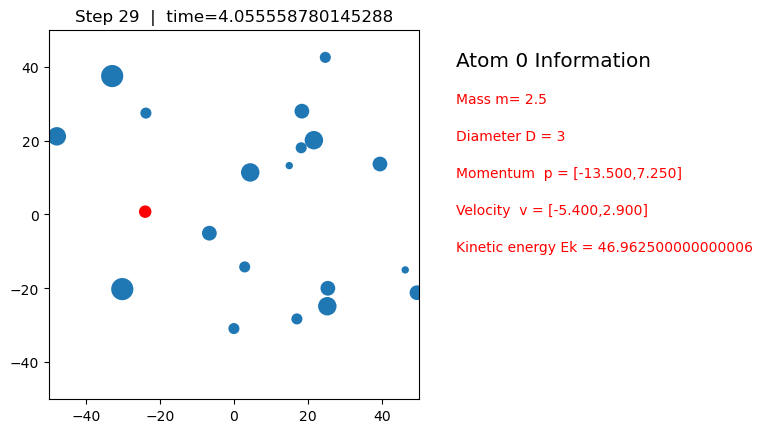 Step 29  |  time=4.055558780145288
Atom 0 Information
Mass m= 2.5
Diameter D = 3
Momentum  p = [-13.500,7.250]
Velocity  v = [-5.400,2.900]
Kinetic energy Ek = 46.962500000000006
40
20
0
−20
−40
−40 −20 0 20 40